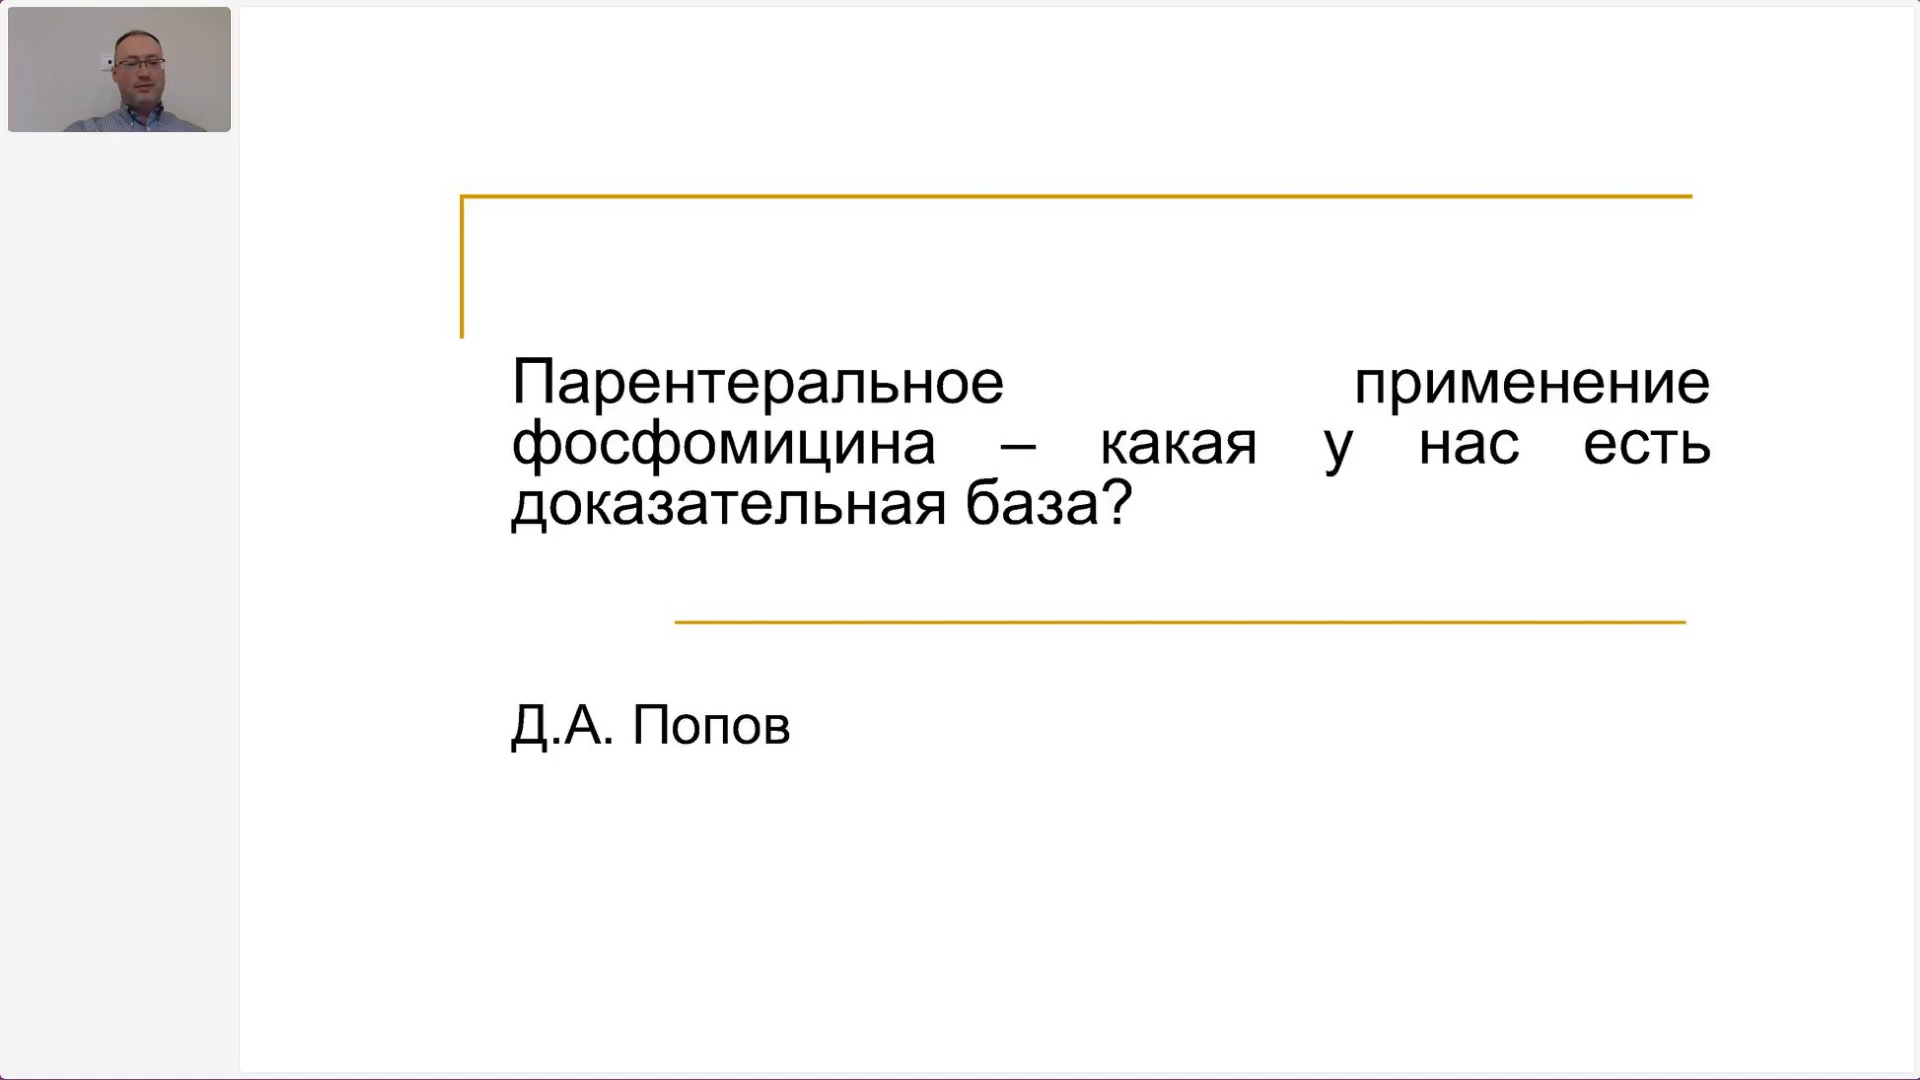 Парентеральное применение
фосфомицина – какая у нас есть
доказательная база?
Д.А. Попов